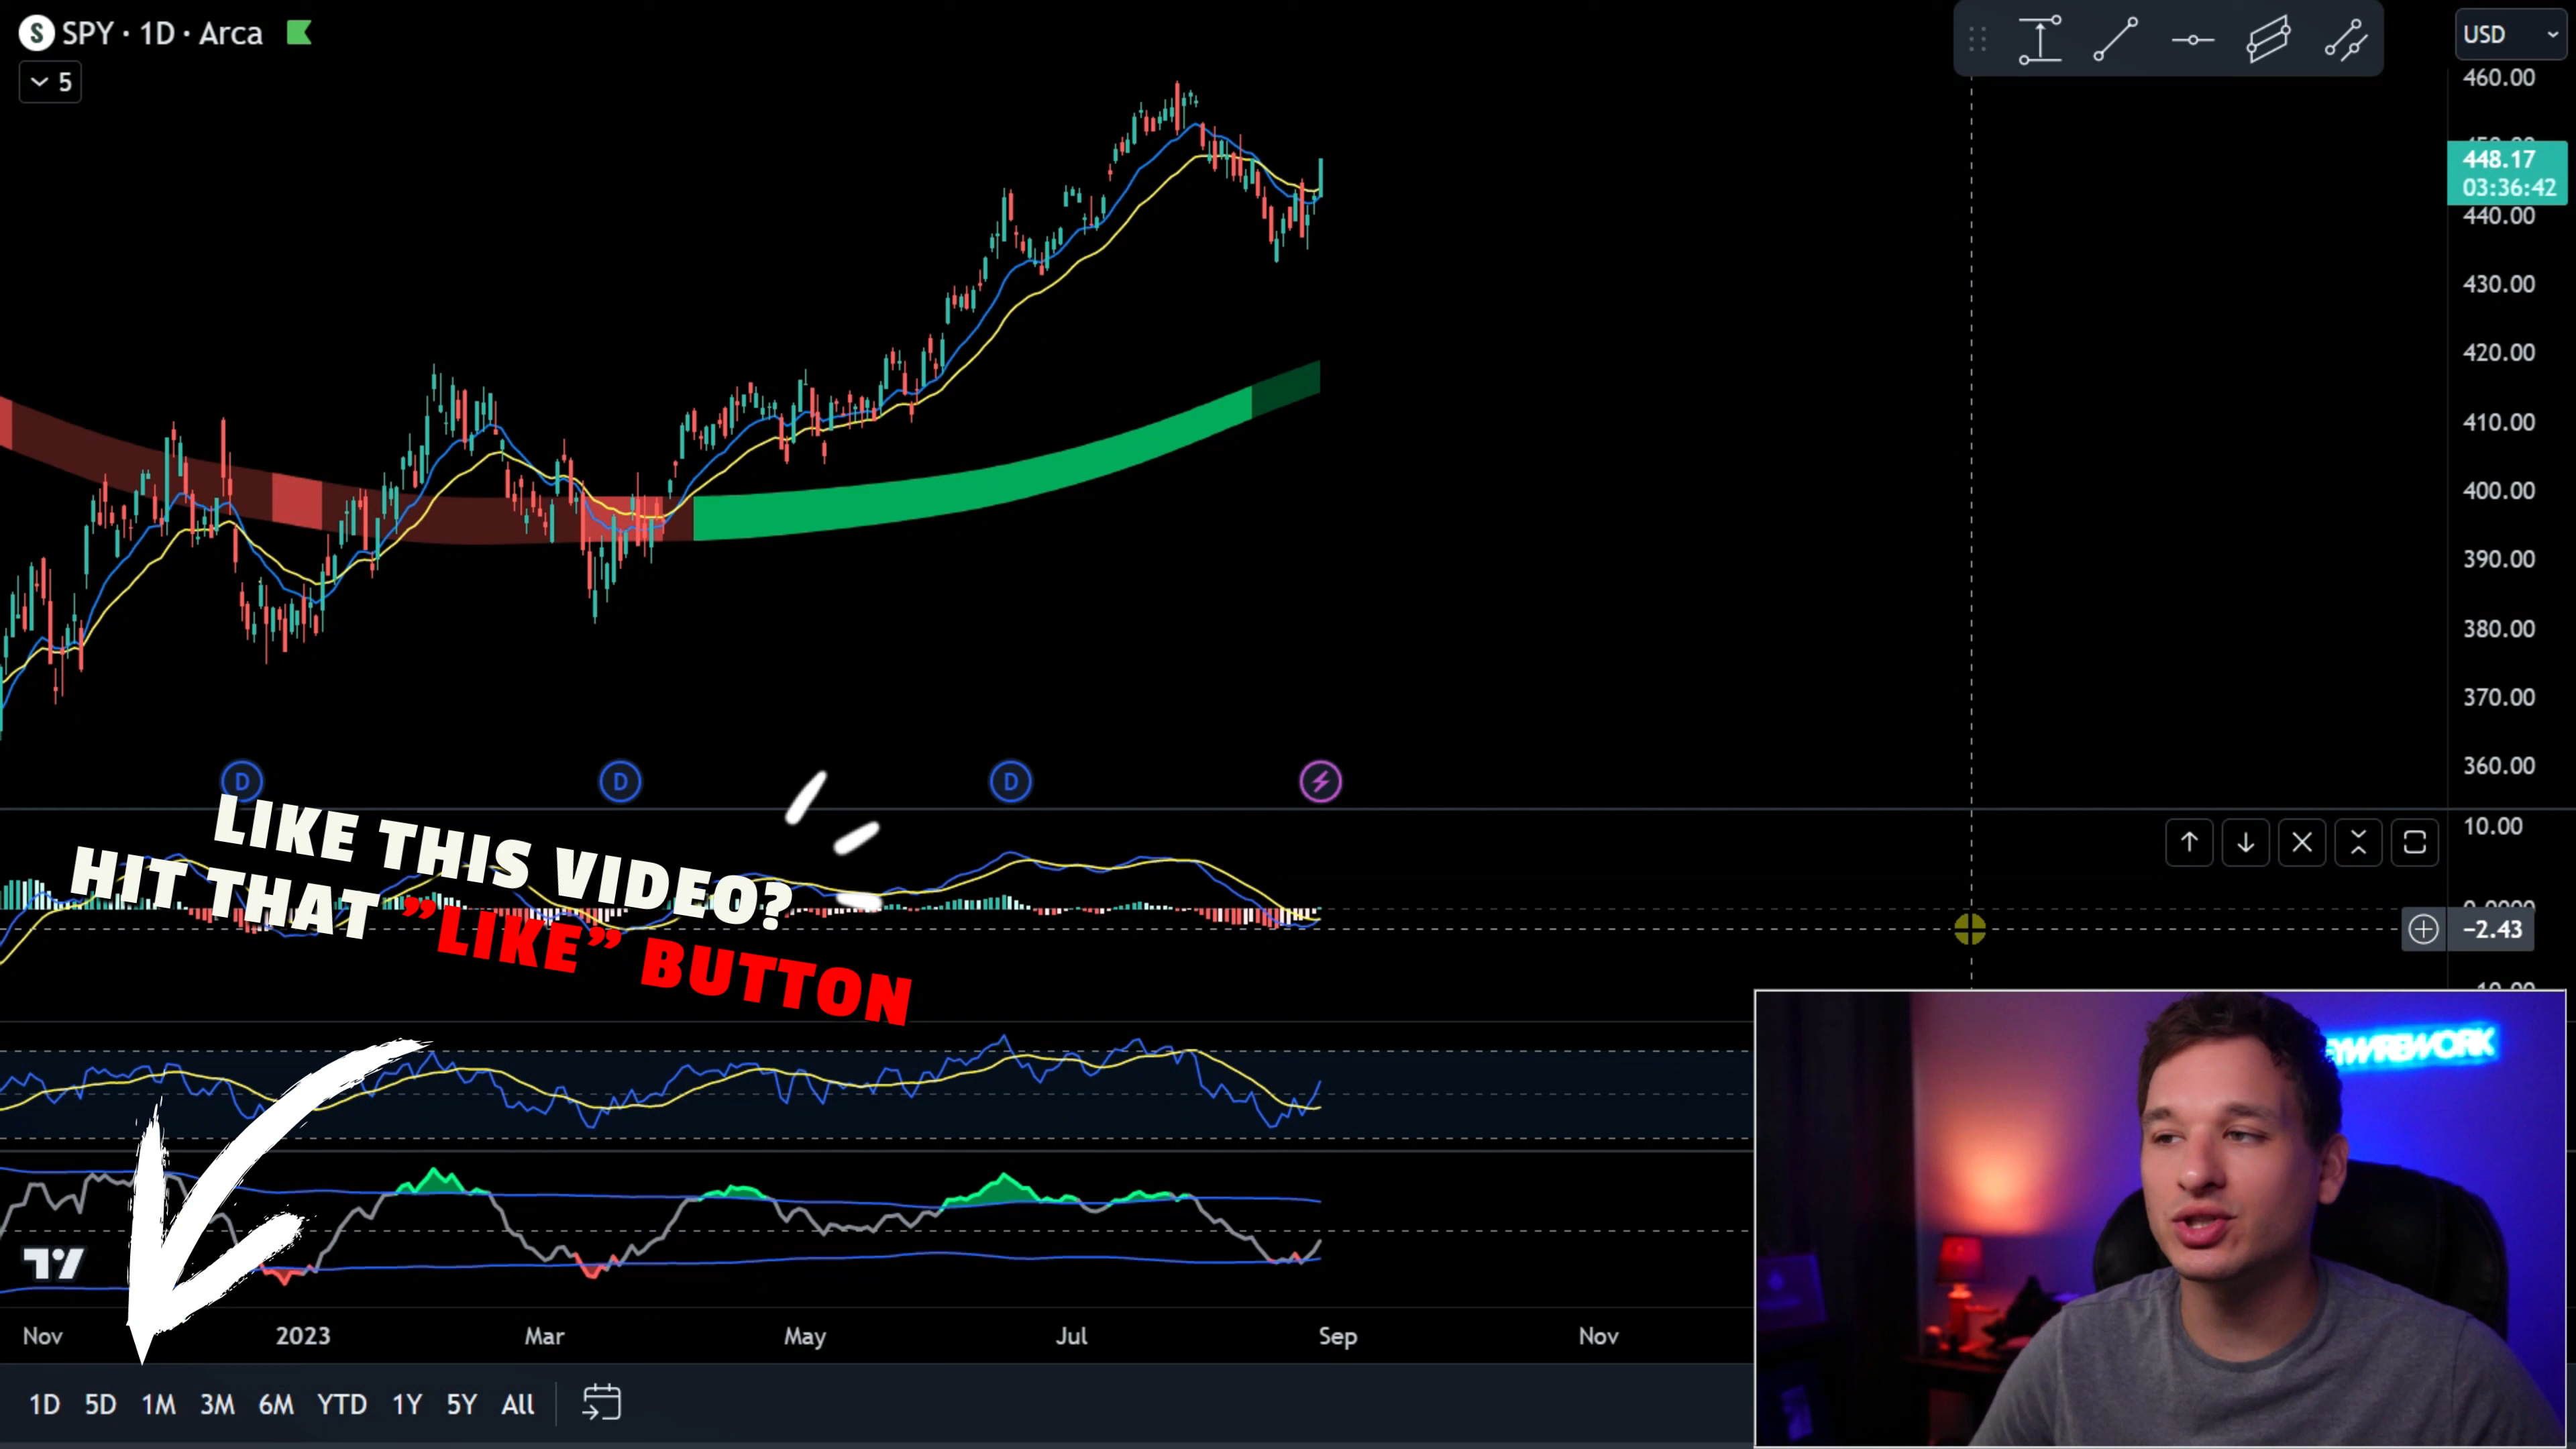 SPY · 1D · Arca
5
USD
460.00
448.17
03:36:42
440.00
430.00
420.00
410.00
400.00
390.00
380.00
370.00
360.00
D
D
D
10.00
-2.43
LIKE THIS VIDEO?
HIT THAT "LIKE" BUTTON
Nov
2023
Mar
May
Jul
Sep
Nov
1D 5D 1M 3M 6M YTD 1Y 5Y All